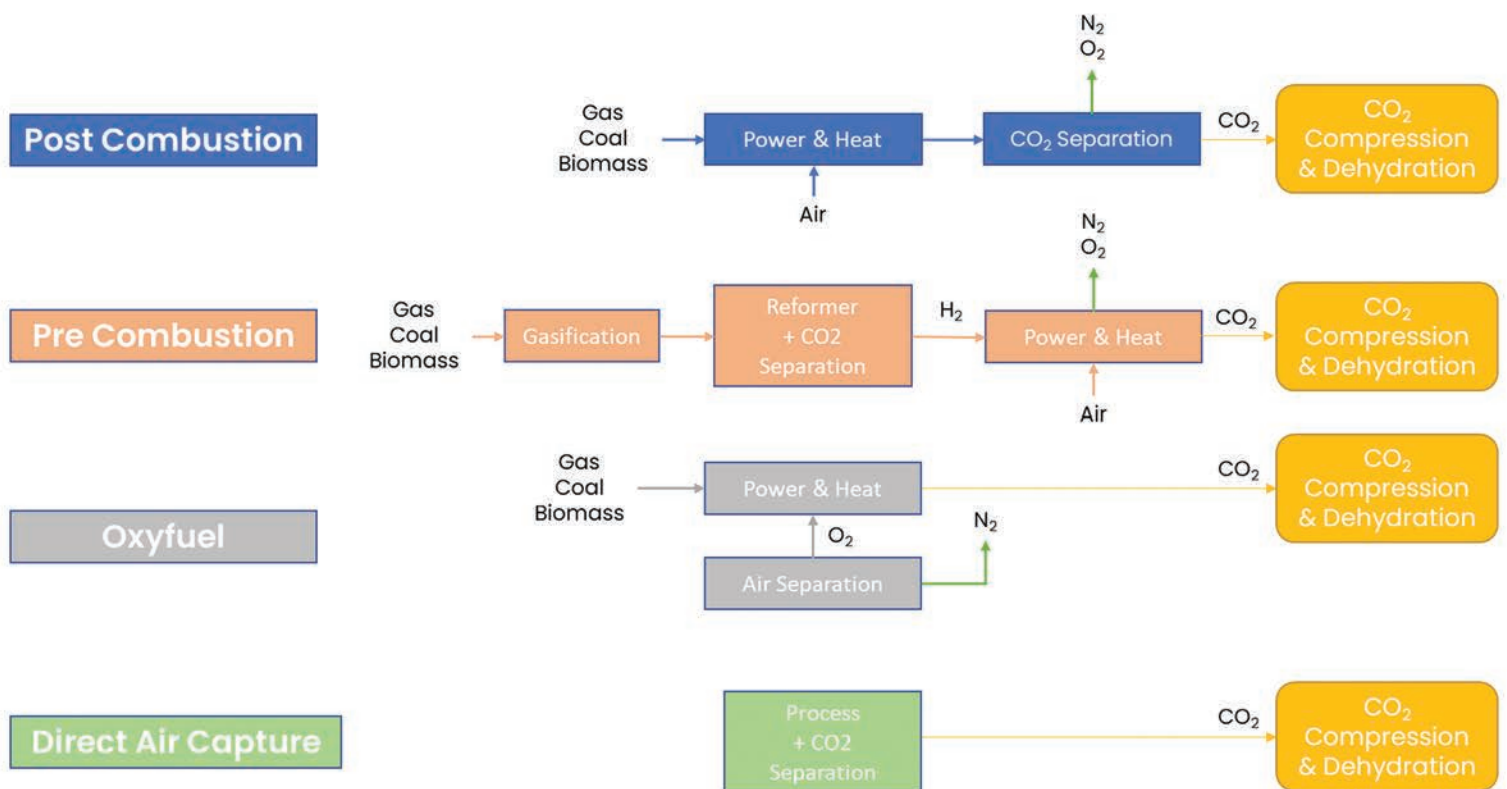 N₂
O₂
Post Combustion
Gas
Coal
Biomass
Power & Heat
CO₂ Separation
CO₂
CO₂
Compression
& Dehydration
Air
N₂
O₂
Pre Combustion
Gas
Coal
Biomass
Gasification
Reformer
+ CO2
Separation
H₂
Power & Heat
CO₂
CO₂
Compression
& Dehydration
Air
Oxyfuel
Gas
Coal
Biomass
Power & Heat
CO₂
CO₂
Compression
& Dehydration
O₂
N₂
Air Separation
Direct Air Capture
Process
+ CO2
Separation
CO₂
CO₂
Compression
& Dehydration